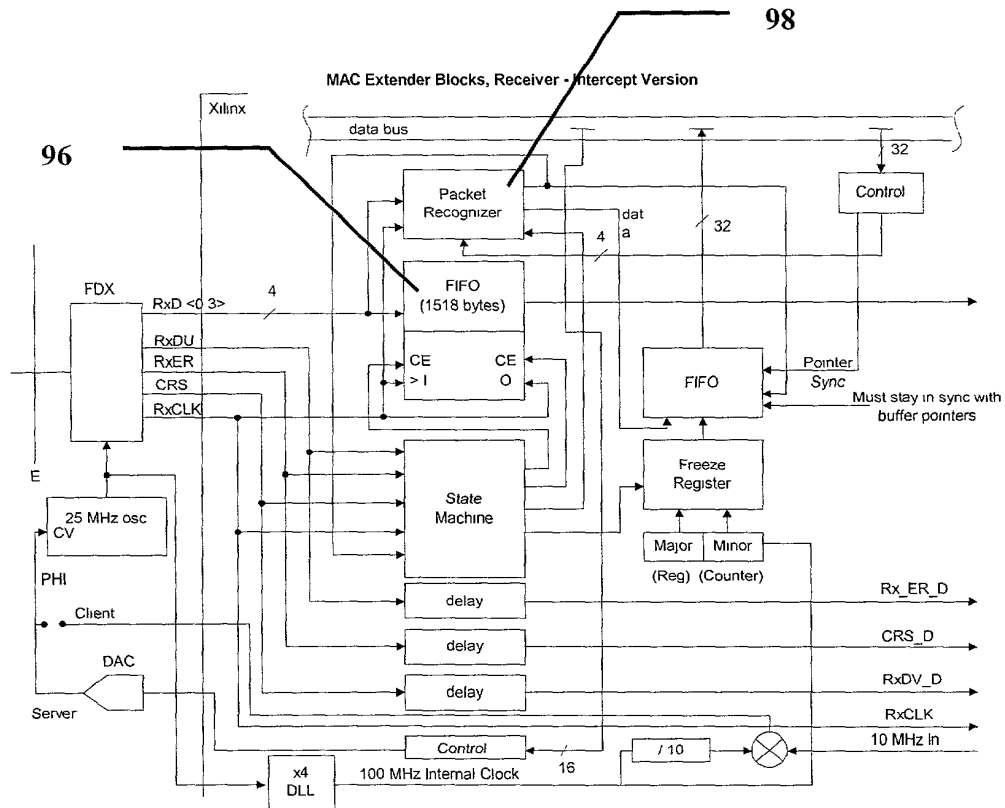 98
MAC Extender Blocks, Receiver - Intercept Version
Xilinx
data bus
32
96
Packet
Recognizer
Control
dat
a
4
32
FDX
FIFO
(1518 bytes)
RxD <0 3>
4
RxDU
RxER
CRS
RxCLK
CE
CE
> I
O
FIFO
Pointer
Sync
Must stay in sync with
buffer pointers
E
25 MHz osc
CV
State
Machine
Freeze
Register
Major
Minor
(Reg)
(Counter)
PHI
Client
delay
Rx_ER_D
DAC
delay
CRS_D
Server
delay
RxDV_D
RxCLK
Control
16
/ 10
10 MHz In
x4
DLL
100 MHz Internal Clock